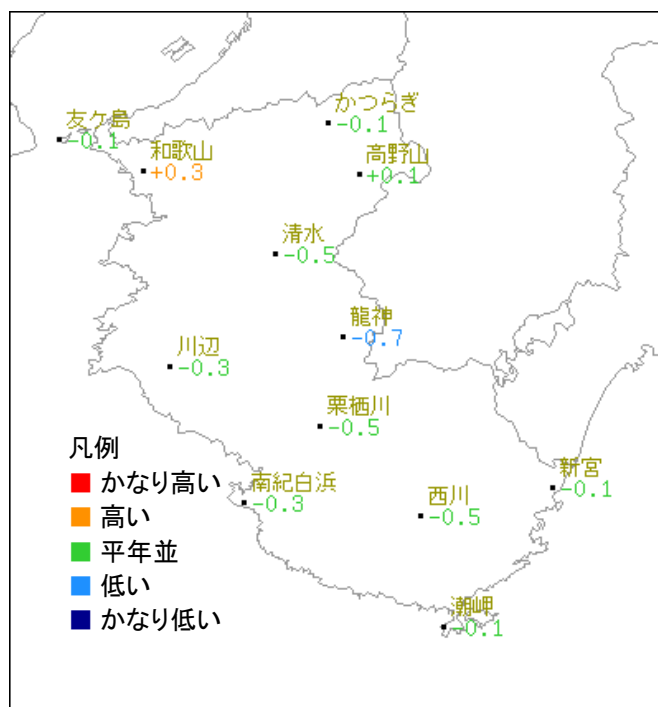 かつらぎ
-0.1
友ケ島
-0.1
和歌山
+0.3
高野山
+0.1
清水
-0.5
龍神
-0.7
川辺
-0.3
栗栖川
-0.5
新宮
-0.1
南紀白浜
-0.3
西川
-0.5
潮岬
-0.1
凡例
かなり高い
高い
平年並
低い
かなり低い